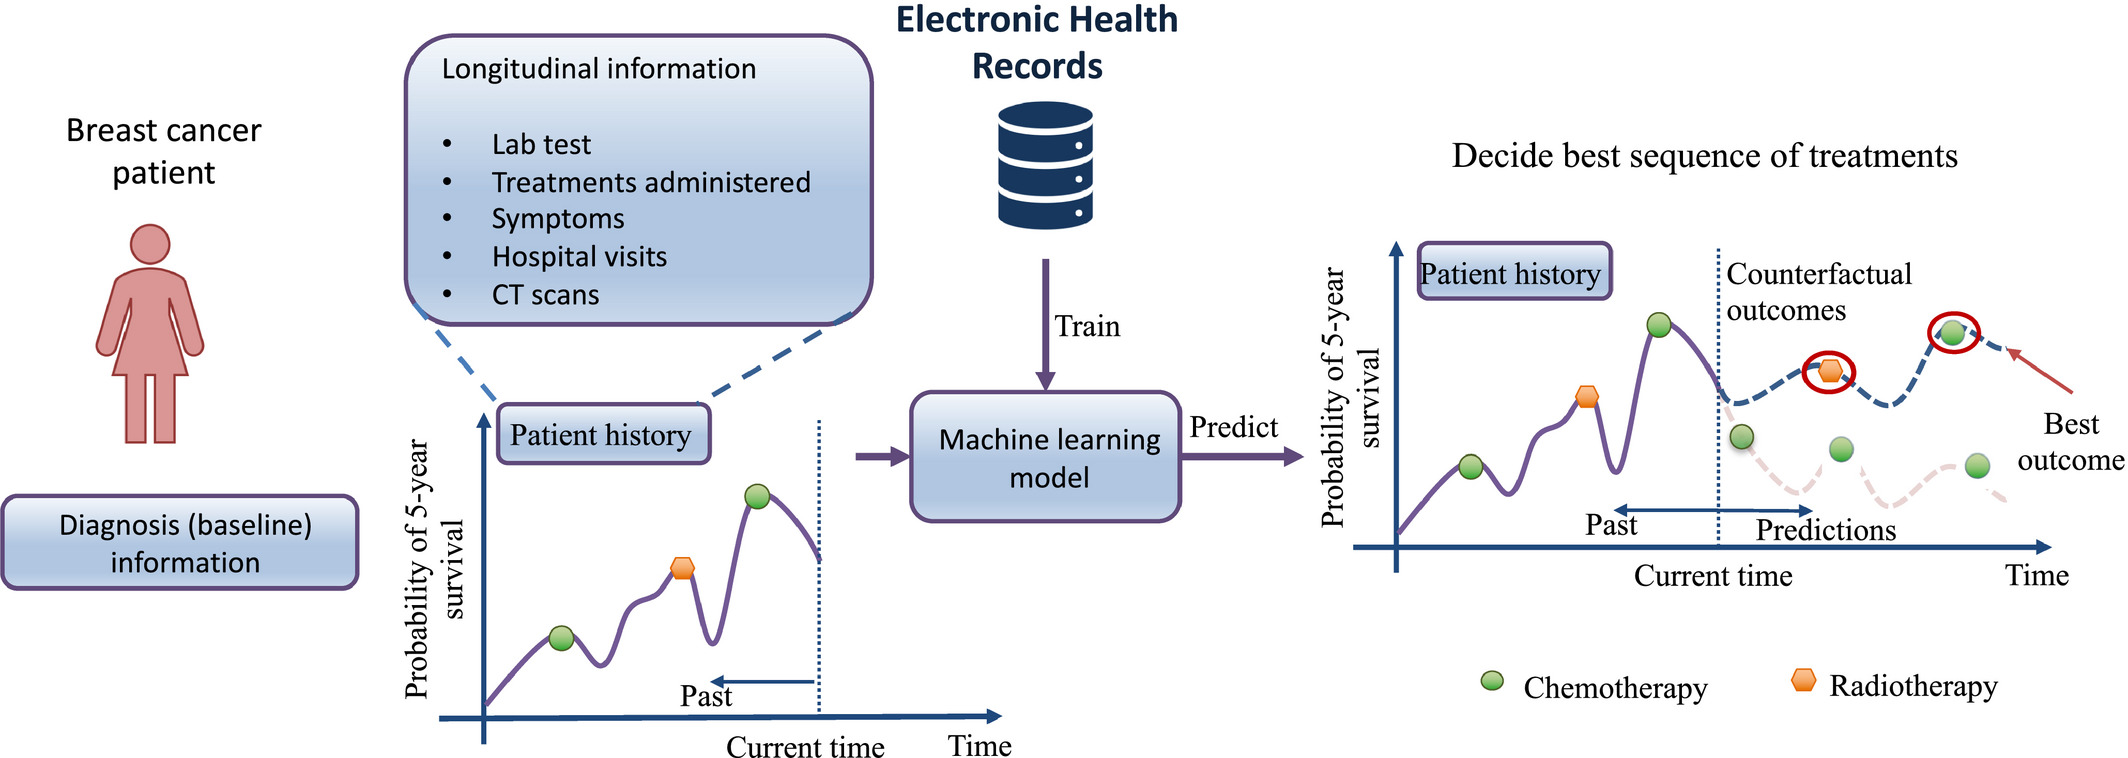 Breast cancer
patient
Diagnosis (baseline)
information
Longitudinal information
• Lab test
• Treatments administered
• Symptoms
• Hospital visits
• CT scans
Patient history
Probability of 5-year
survival
Past
Current time
Time
Electronic Health
Records
Train
Machine learning
model
Predict
Decide best sequence of treatments
Patient history
Counterfactual
outcomes
Probability of 5-year
survival
Best
outcome
Past
Predictions
Current time
Time
Chemotherapy
Radiotherapy